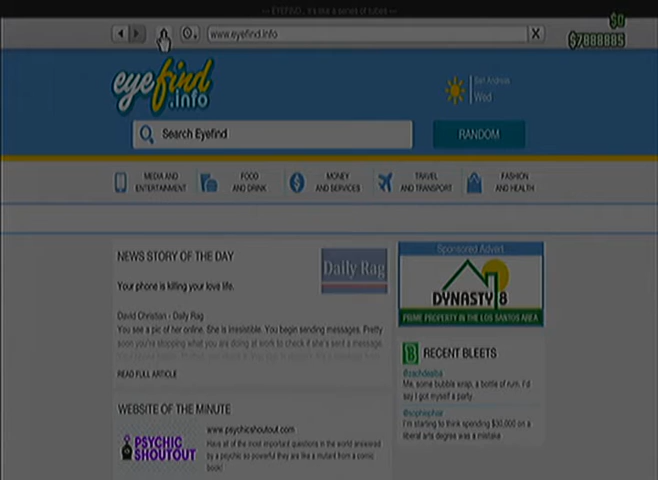 EYEFIND, it's but a series of tubes
www.eyefind.info
X
$0
$7888885
eyefind
.info
San Andreas
Wed
Search Eyefind
RANDOM
MEDIA AND
ENTERTAINMENT
FOOD
AND DRINK
MONEY
AND SERVICES
TRAVEL
AND TRANSPORT
FASHION
AND HEALTH
NEWS STORY OF THE DAY
Daily Rag
Your phone is killing your love life.
David Christian - Daily Rag
You see a pic of her online. She is irresistible. You begin sending messages. Pretty
soon you're stopping what you are doing at work to check if she's sent a message.
READ FULL ARTICLE
Sponsored Advert
DYNASTY 8
PRIME PROPERTY IN THE LOS SANTOS AREA
RECENT BLEETS
Me, some bubble wrap, a bottle of rum, I'd
say I got myself a party.
@sophiephair
I'm starting to think spending $30,000 on a
liberal arts degree was a mistake
WEBSITE OF THE MINUTE
PSYCHIC
SHOUTOUT
www.psychicshoutout.com
Have all of the most important questions in the world answered
by a psychic so powerful they are like a mutant from a comic
book!